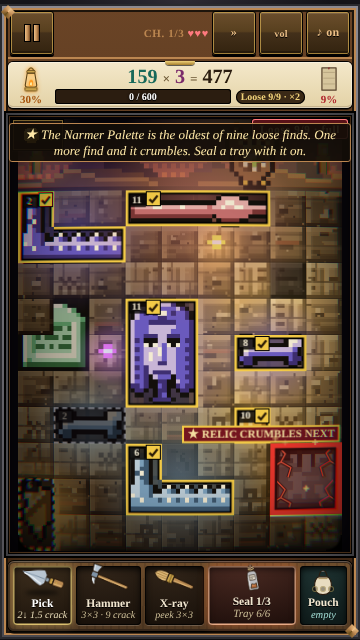 CH. 1/3 ♥♥♥
»
vol
♪ on
30%
159 × 3 = 477
0 / 600
Loose 9/9 · ×2
9%
★ The Narmer Palette is the oldest of nine loose finds. One more find and it crumbles. Seal a tray with it on.
2
11
11
8
2
10
★ RELIC CRUMBLES NEXT
6
Pick
2↓ 1.5 crack
Hammer
3×3 · 9 crack
X-ray
peek 3×3
Seal 1/3
Tray 6/6
Pouch
empty